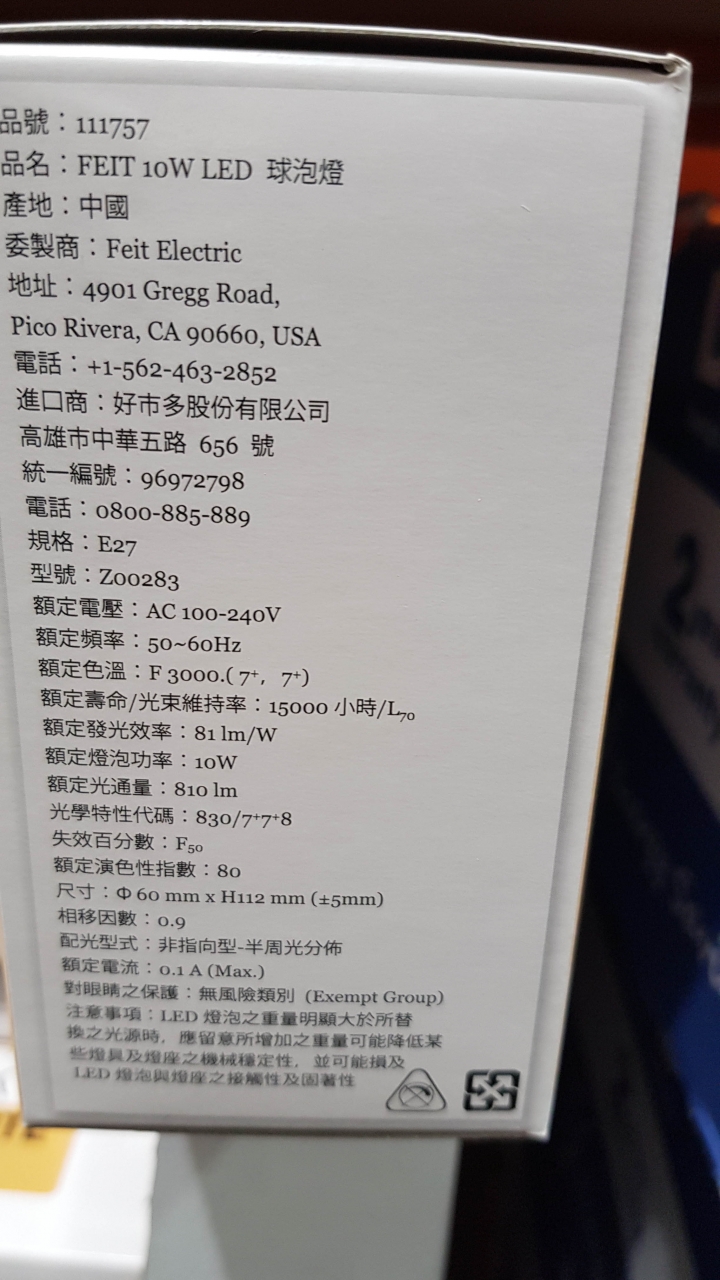 品號：111757
品名：FEIT 10W LED 球泡燈
產地：中國
委製商：Feit Electric
地址：4901 Gregg Road,
Pico Rivera, CA 90660, USA
電話：+1-562-463-2852
進口商：好市多股份有限公司
高雄市中華五路 656 號
統一編號：96972798
電話：0800-885-889
規格：E27
型號：Z00283
額定電壓：AC 100-240V
額定頻率：50~60Hz
額定色溫：F 3000.( 7⁺, 7⁺)
額定壽命/光束維持率：15000 小時/L₇₀
額定發光效率：81 lm/W
額定燈泡功率：10W
額定光通量：810 lm
光學特性代碼：830/7⁺7⁺8
失效百分數：F₅₀
額定演色性指數：80
尺寸：Φ 60 mm x H112 mm (±5mm)
相移因數：0.9
配光型式：非指向型-半周光分佈
額定電流：0.1 A (Max.)
對眼睛之保護：無風險類別 (Exempt Group)
注意事項：LED 燈泡之重量明顯大於所替
換之光源時，應留意所增加之重量可能降低某
些燈具及燈座之機械穩定性，並可能損及
LED 燈泡與燈座之接觸性及固著性